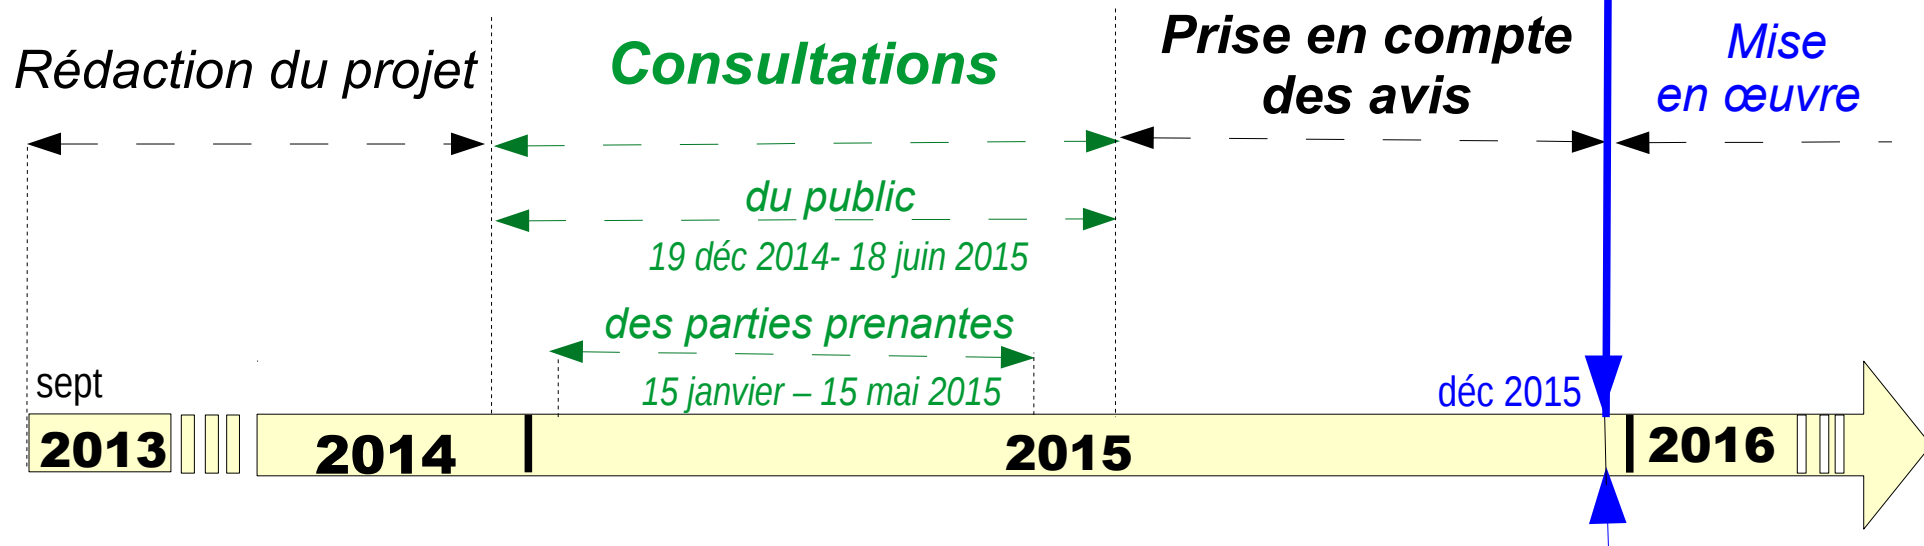 Rédaction du projet
Consultations
Prise en compte
des avis
Mise
en œuvre
du public
19 déc 2014- 18 juin 2015
des parties prenantes
15 janvier – 15 mai 2015
sept
déc 2015
2013
2014
2015
2016